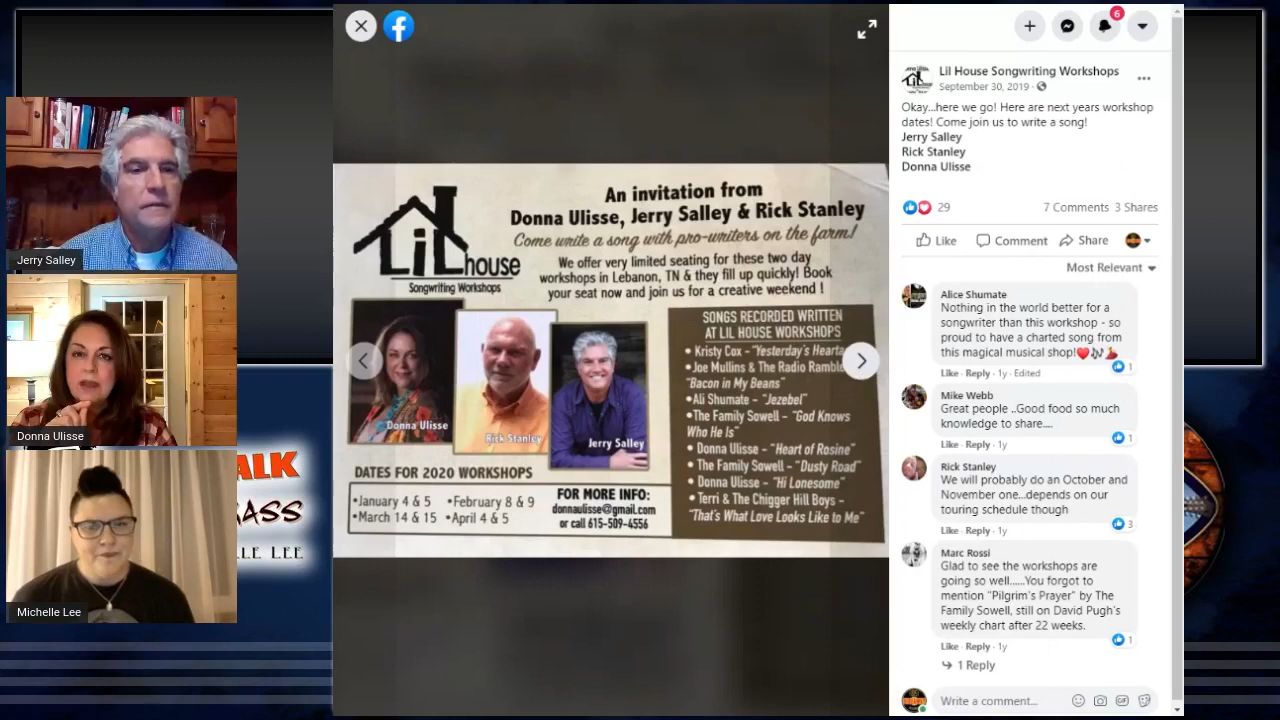 Jerry Salley
Donna Ulisse
Michelle Lee
ALK
ASS
LE LEE
LiL house
Songwriting Workshops
An invitation from
Donna Ulisse, Jerry Salley & Rick Stanley
Come write a song with pro-writers on the farm!
We offer very limited seating for these two day
workshops in Lebanon, TN & they fill up quickly! Book
your seat now and join us for a creative weekend !
Donna Ulisse
Rick Stanley
Jerry Salley
DATES FOR 2020 WORKSHOPS
•January 4 & 5 •February 8 & 9
•March 14 & 15 •April 4 & 5
FOR MORE INFO:
donnaulisse@gmail.com
or call 615-509-4556
SONGS RECORDED WRITTEN
AT LIL HOUSE WORKSHOPS
• Kristy Cox - "Yesterday's Hearta
•Joe Mullins & The Radio Ramble
"Bacon in My Beans"
•Ali Shumate - "Jezebel"
•The Family Sowell - "God Knows
Who He Is"
• Donna Ulisse - "Heart of Rosine"
• The Family Sowell - "Dusty Road"
• Donna Ulisse - "Hi Lonesome"
• Terri & The Chigger Hill Boys -
"That's What Love Looks Like to Me"
6
Lil House Songwriting Workshops
September 30, 2019 ·
Okay...here we go! Here are next years workshop
dates! Come join us to write a song!
Jerry Salley
Rick Stanley
Donna Ulisse
29 7 Comments 3 Shares
Like Comment Share
Most Relevant
Alice Shumate
Nothing in the world better for a
songwriter than this workshop - so
proud to have a charted song from
this magical musical shop!❤️🎶💃
1
Like · Reply · 1y · Edited
Mike Webb
Great people ..Good food so much
knowledge to share....
1
Like · Reply · 1y
Rick Stanley
We will probably do an October and
November one...depends on our
touring schedule though
3
Like · Reply · 1y
Marc Rossi
Glad to see the workshops are
going so well......You forgot to
mention "Pilgrim's Prayer" by The
Family Sowell, still on David Pugh's
weekly chart after 22 weeks.
1
Like · Reply · 1y
1 Reply
Write a comment...
GIF